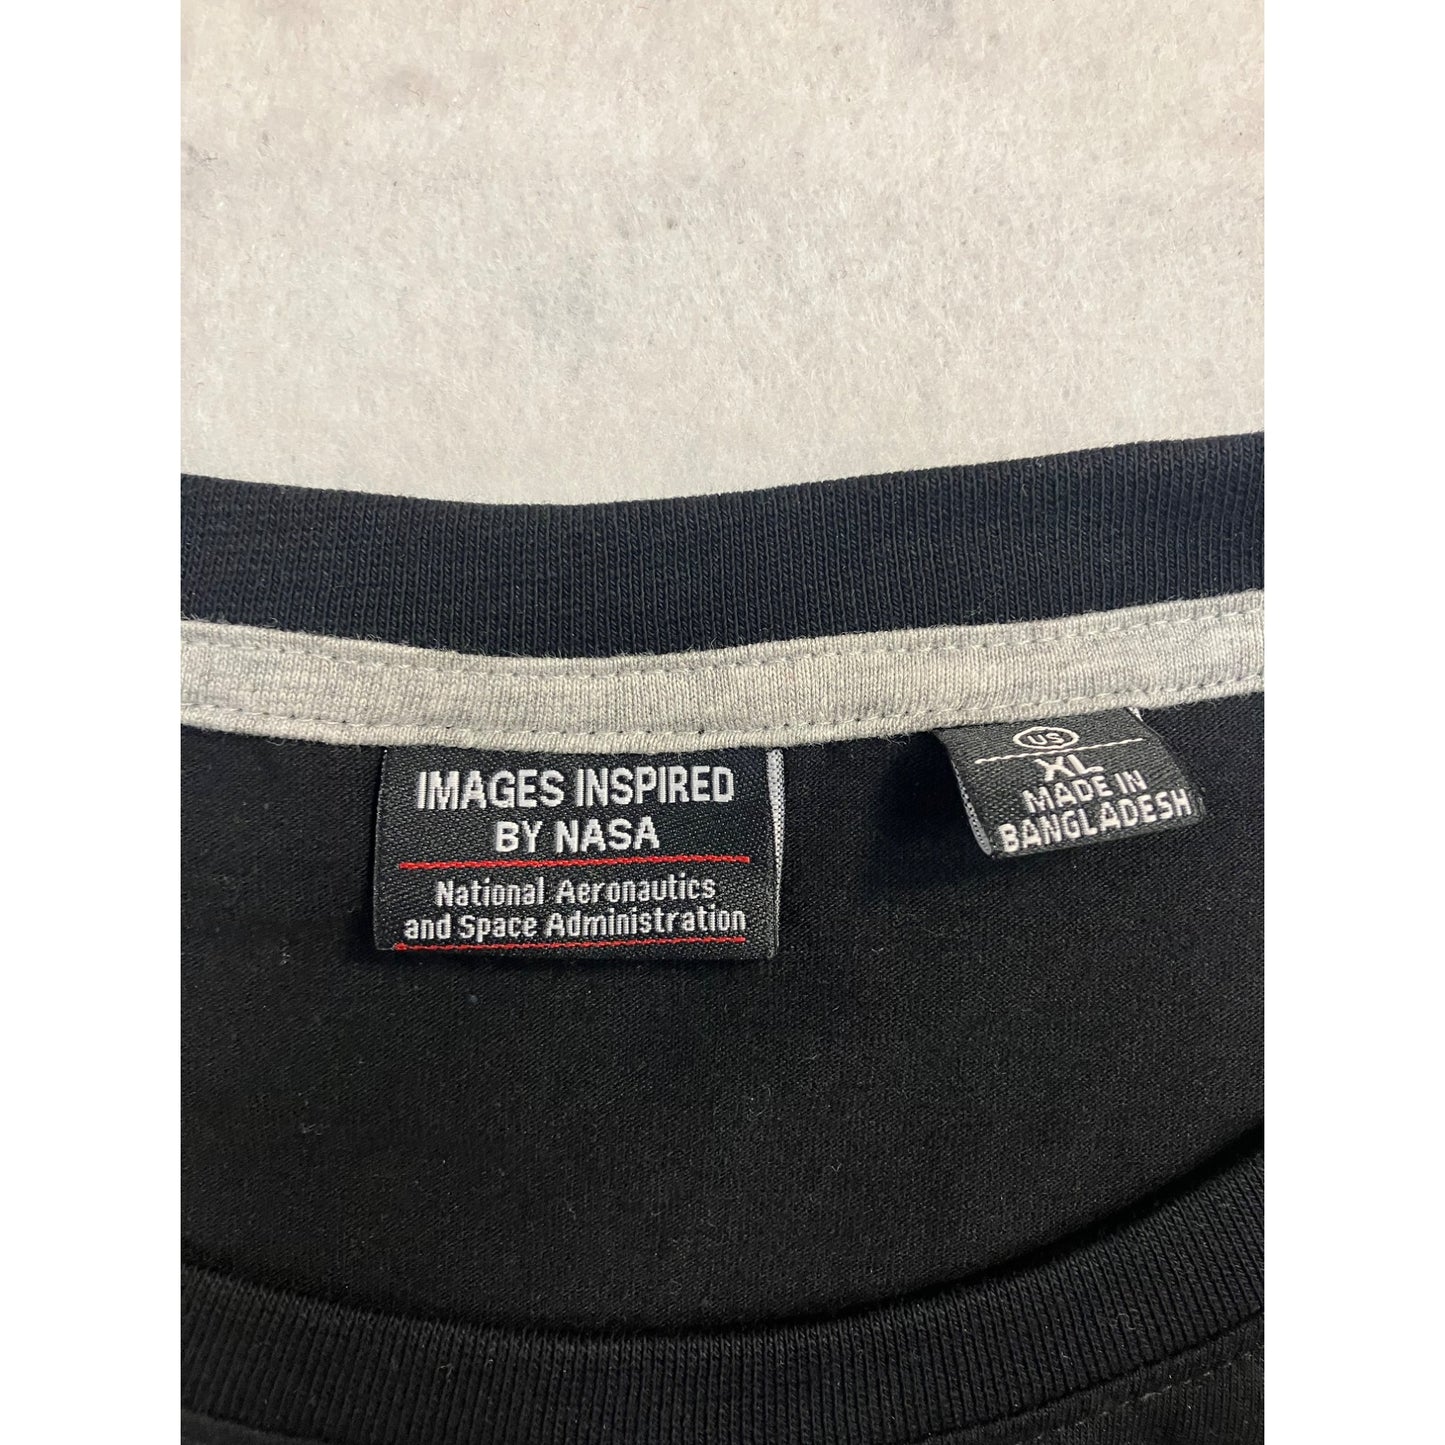 IMAGES INSPIRED
BY NASA
National Aeronautics
and Space Administration
US
XL
MADE IN
BANGLADESH